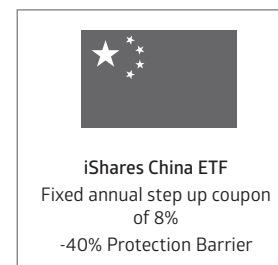 iShares China ETF
Fixed annual step up coupon
of 8%
-40% Protection Barrier